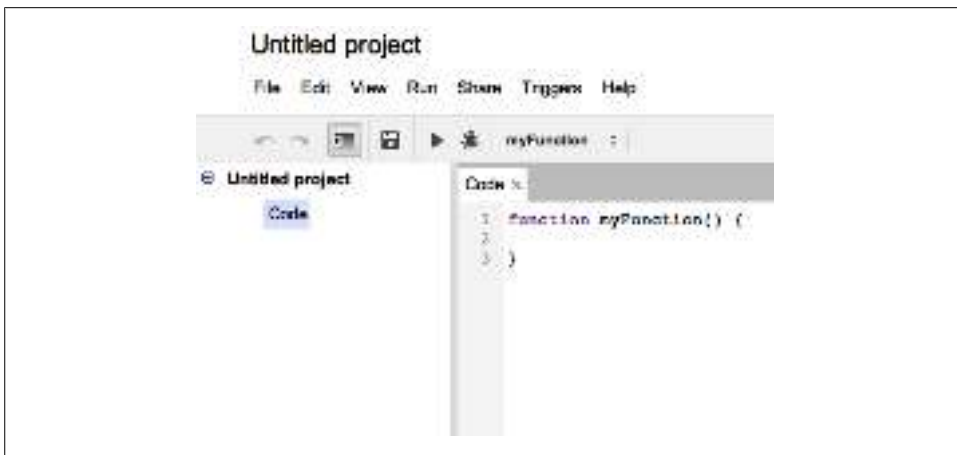 Untitled project
File Edit View Run Share Triggers Help
myFunction
Untitled project
Code
Code ×
1 function myFunction() {
2
3 }